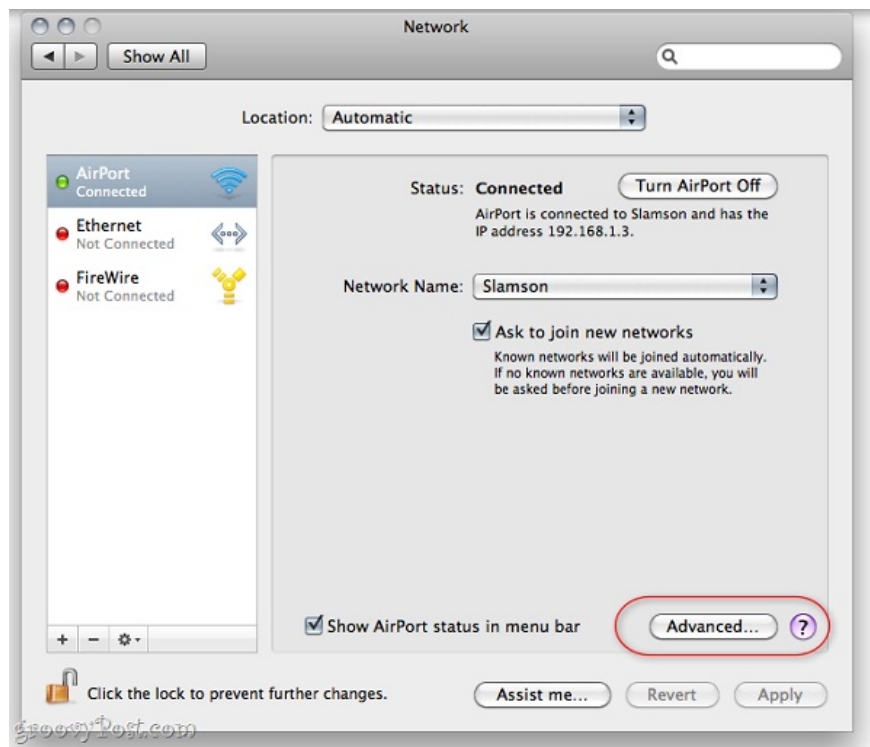 Network
Show All
Location: Automatic
AirPort
Connected
Ethernet
Not Connected
FireWire
Not Connected
Status: Connected Turn AirPort Off
AirPort is connected to Slamson and has the
IP address 192.168.1.3.
Network Name: Slamson
Ask to join new networks
Known networks will be joined automatically.
If no known networks are available, you will
be asked before joining a new network.
Show AirPort status in menu bar Advanced... ?
Click the lock to prevent further changes. Assist me... Revert Apply
groovyPost.com